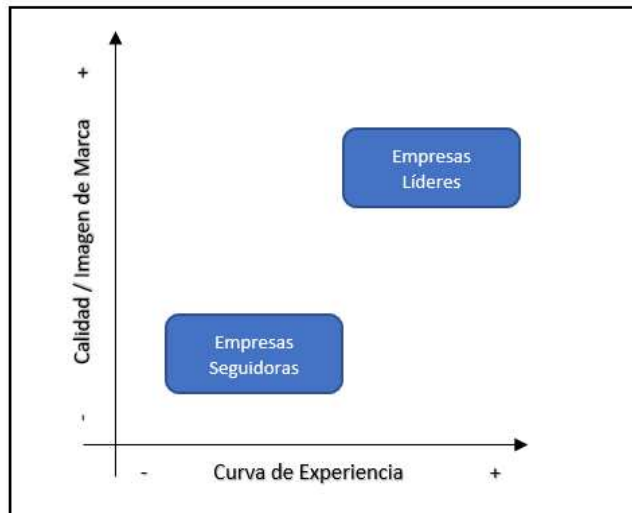 +
Calidad / Imagen de Marca
-
Empresas
Líderes
Empresas
Seguidoras
-
Curva de Experiencia
+